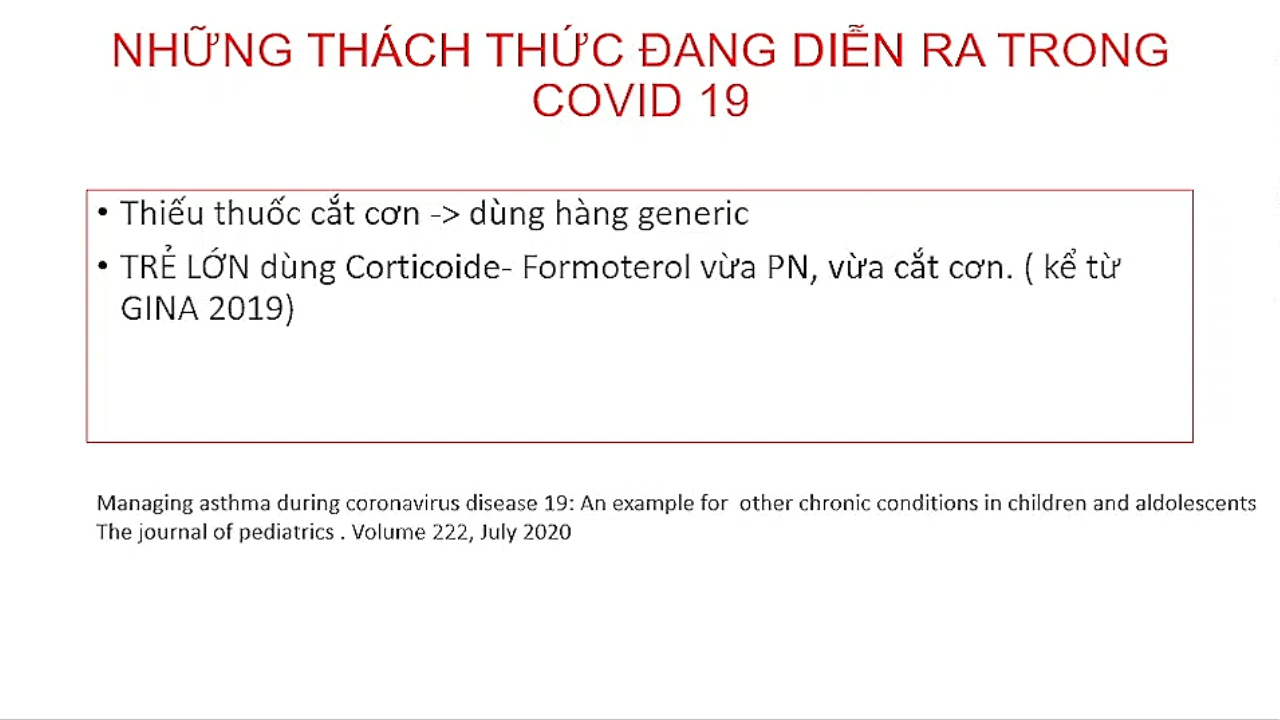 NHỮNG THÁCH THỨC ĐANG DIỄN RA TRONG
COVID 19
• Thiếu thuốc cắt cơn -> dùng hàng generic
• TRẺ LỚN dùng Corticoide- Formoterol vừa PN, vừa cắt cơn. ( kể từ
GINA 2019)
Managing asthma during coronavirus disease 19: An example for other chronic conditions in children and aldolescents
The journal of pediatrics . Volume 222, July 2020